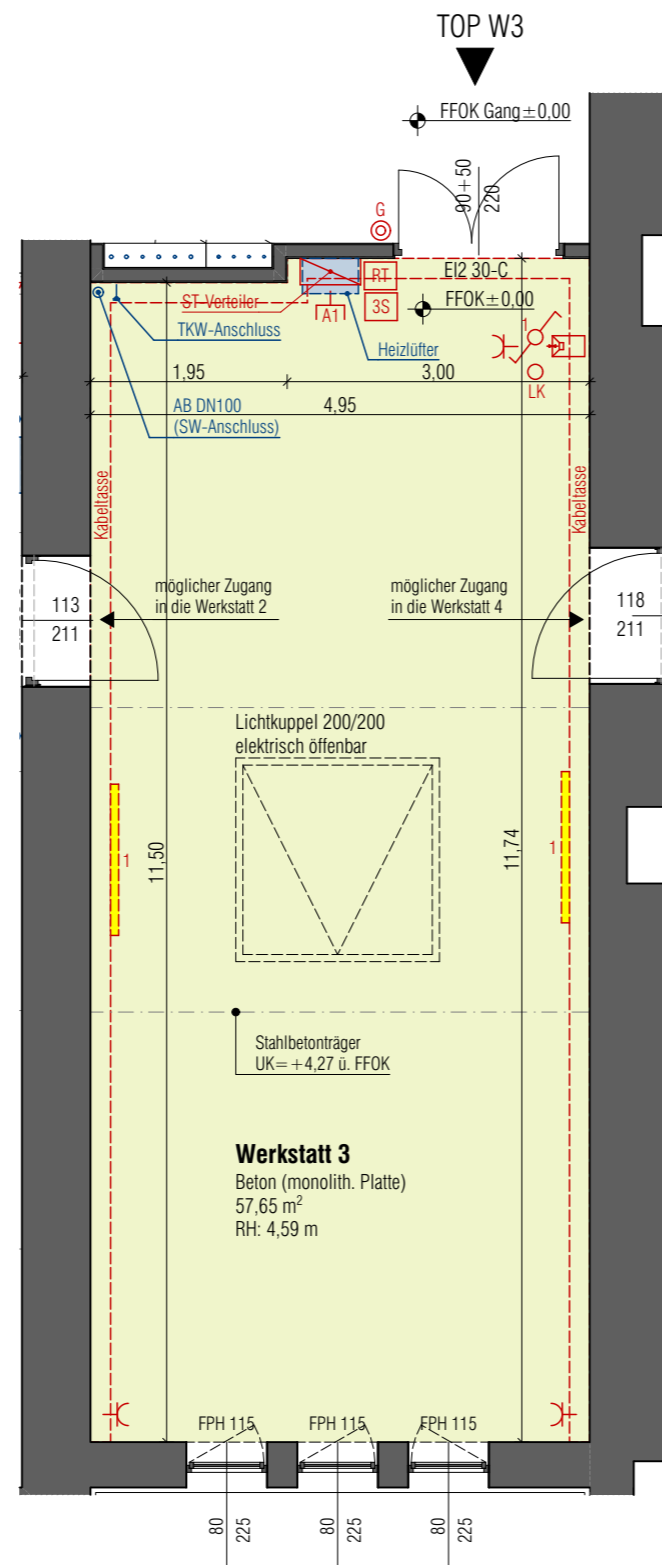 TOP W3
FFOK Gang±0,00
90+50
220
G
EI2 30-C
RT
3S
A1
FFOK±0,00
ST-Verteiler
TKW-Anschluss
Heizlüfter
1
LK
1,95
3,00
4,95
AB DN100
(SW-Anschluss)
Kabeltasse
Kabeltasse
113
211
möglicher Zugang
in die Werkstatt 2
möglicher Zugang
in die Werkstatt 4
118
211
Lichtkuppel 200/200
elektrisch öffenbar
1
11,50
11,74
1
Stahlbetonträger
UK=+4,27 ü. FFOK
Werkstatt 3
Beton (monolith. Platte)
57,65 m²
RH: 4,59 m
FPH 115
FPH 115
FPH 115
80
225
80
225
80
225